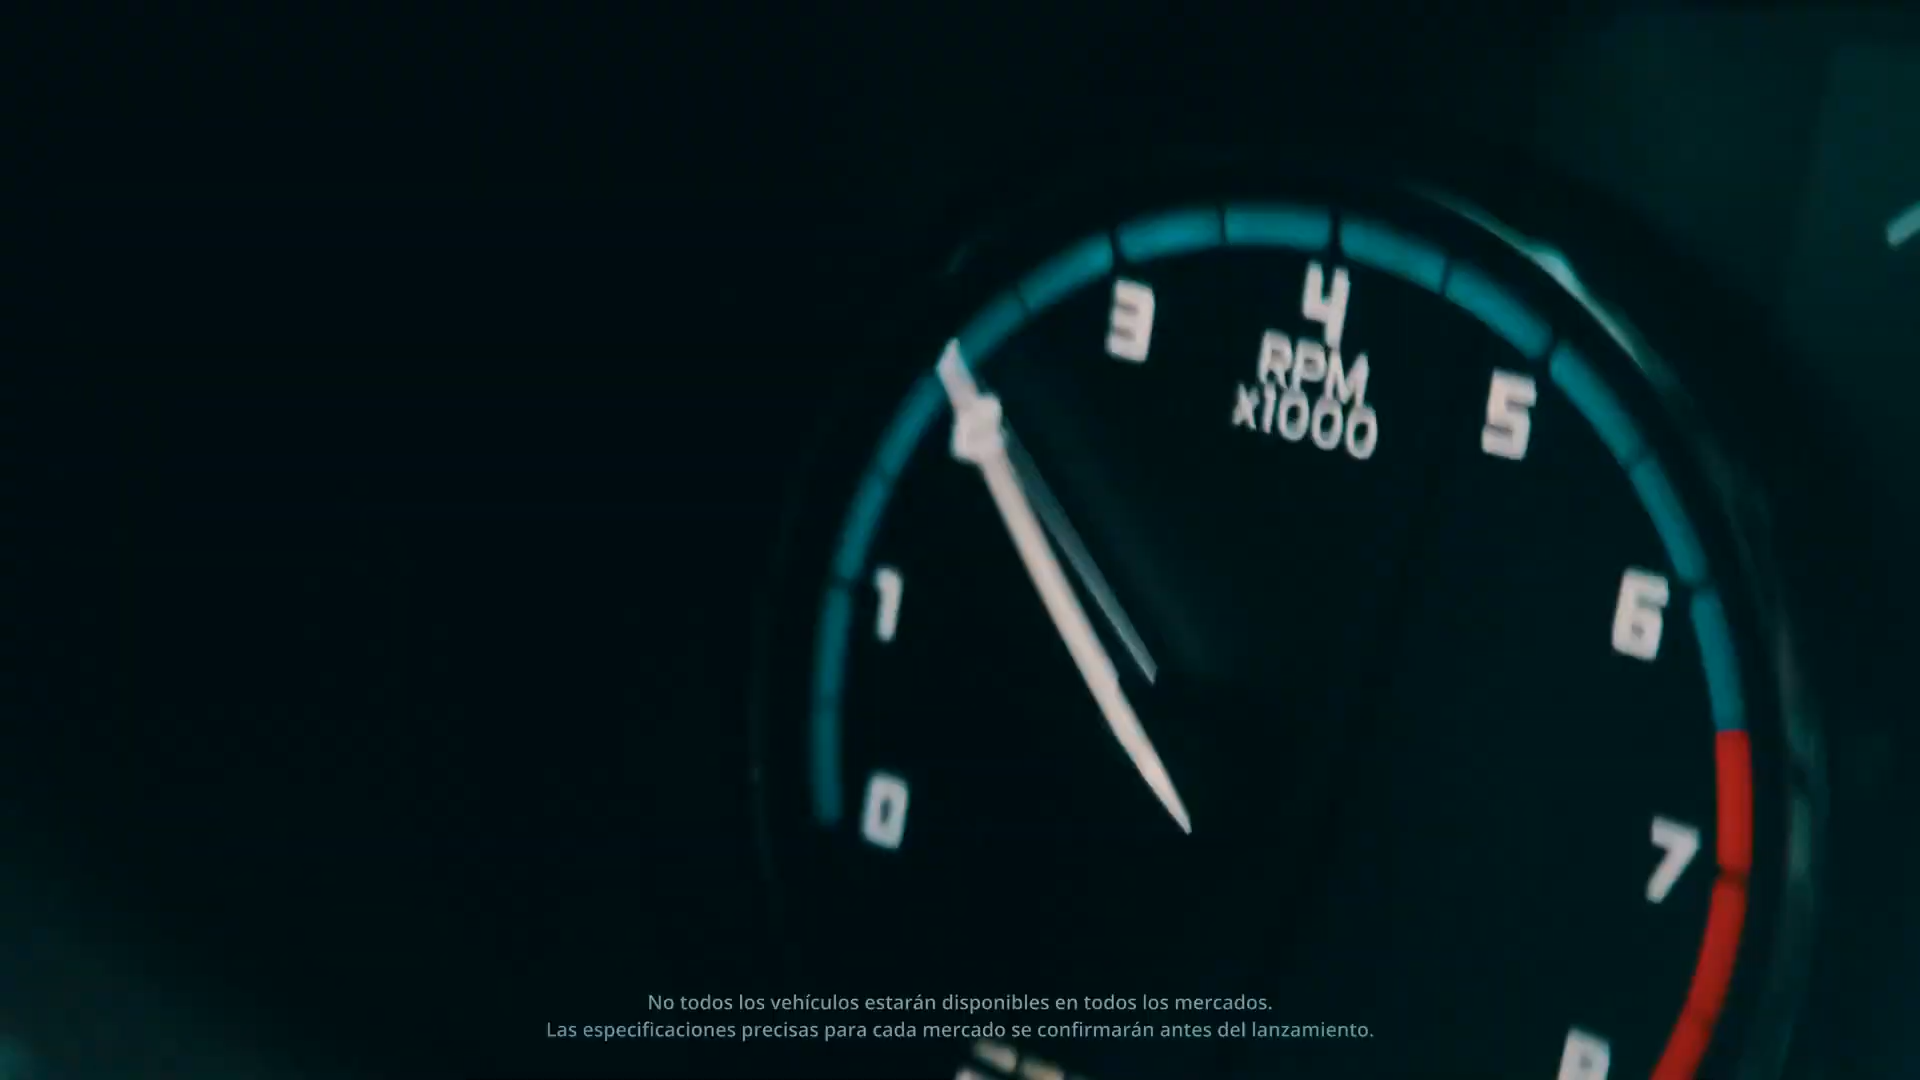 3
4
RPM
x1000
5
1
6
0
7
8
No todos los vehículos estarán disponibles en todos los mercados.
Las especificaciones precisas para cada mercado se confirmarán antes del lanzamiento.